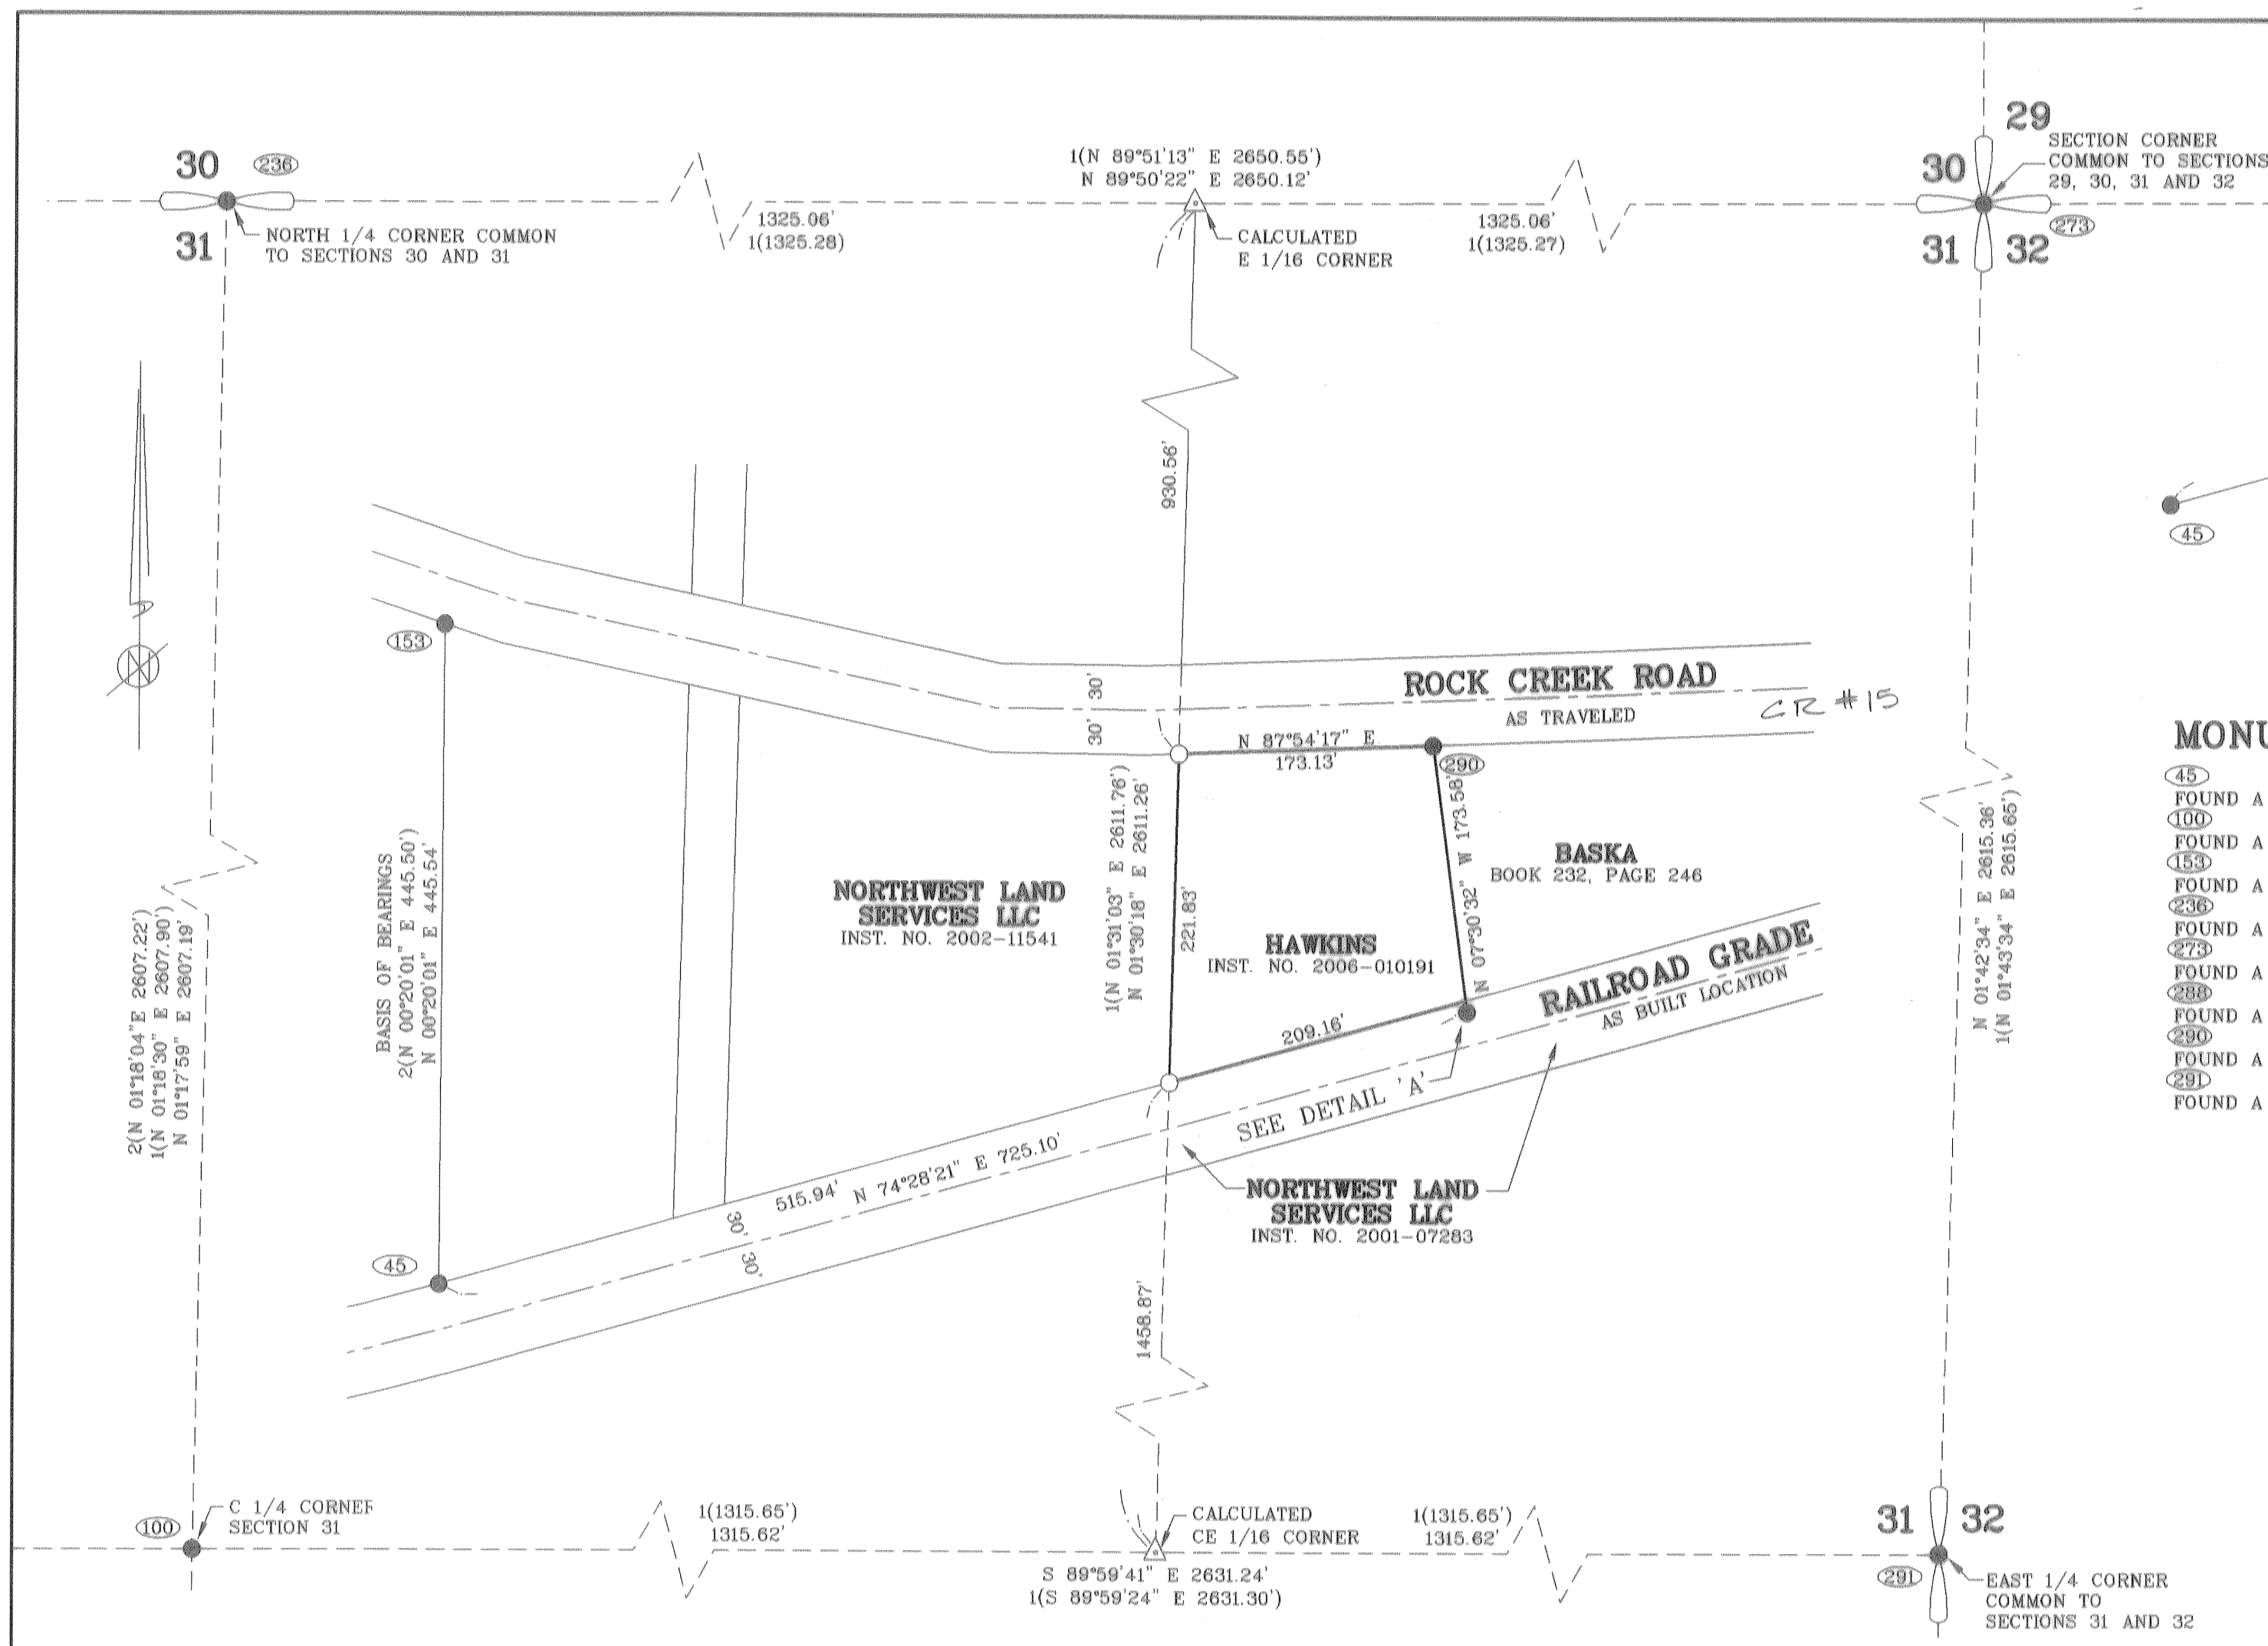 30
236
31
NORTH 1/4 CORNER COMMON
TO SECTIONS 30 AND 31
1325.06'
1(1325.28)
1(N 89°51'13" E 2650.55')
N 89°50'22" E 2650.12'
CALCULATED
E 1/16 CORNER
1325.06'
1(1325.27)
29
30
SECTION CORNER
COMMON TO SECTIONS
29, 30, 31 AND 32
273
31
32
N
930.56'
45
153
30'
30'
ROCK CREEK ROAD
AS TRAVELED
CR #15
N 87°54'17" E
173.13'
290
BASIS OF BEARINGS
2(N 00°20'01" E 445.50')
N 00°20'01" E 445.54'
2(N 01°18'04"E 2607.22')
1(N 01°18'30" E 2607.90')
N 01°17'59" E 2607.19'
NORTHWEST LAND
SERVICES LLC
INST. NO. 2002-11541
1(N 01°31'03" E 2611.76')
N 01°30'18" E 2611.26'
221.83'
HAWKINS
INST. NO. 2006-010191
N 07°30'32" W 173.58'
BASKA
BOOK 232, PAGE 246
N 01°42'34" E 2615.36'
1(N 01°43'34" E 2615.65')
RAILROAD GRADE
AS BUILT LOCATION
209.16'
SEE DETAIL 'A'
515.94'
N 74°28'21" E 725.10'
30'
30'
45
NORTHWEST LAND
SERVICES LLC
INST. NO. 2001-07283
1458.87'
MONU
45
FOUND A
100
FOUND A
153
FOUND A
236
FOUND A
273
FOUND A
288
FOUND A
290
FOUND A
291
FOUND A
100
C 1/4 CORNER
SECTION 31
1(1315.65')
1315.62'
CALCULATED
CE 1/16 CORNER
1(1315.65')
1315.62'
S 89°59'41" E 2631.24'
1(S 89°59'24" E 2631.30')
31
32
291
EAST 1/4 CORNER
COMMON TO
SECTIONS 31 AND 32